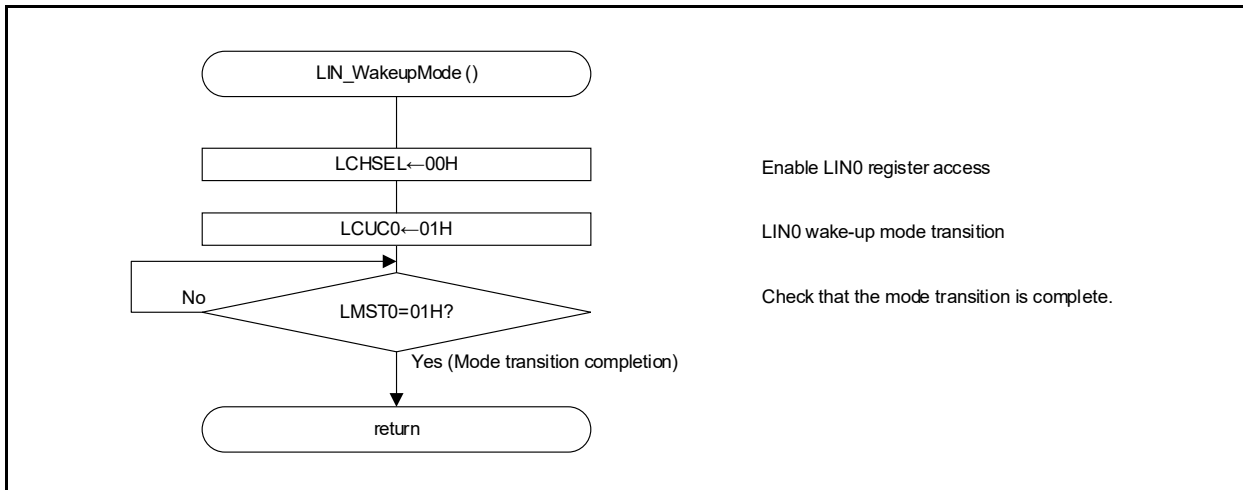 LIN_WakeupMode ()
LCHSEL←00H
Enable LIN0 register access
LCUC0←01H
LIN0 wake-up mode transition
No
LMST0=01H?
Check that the mode transition is complete.
Yes (Mode transition completion)
return